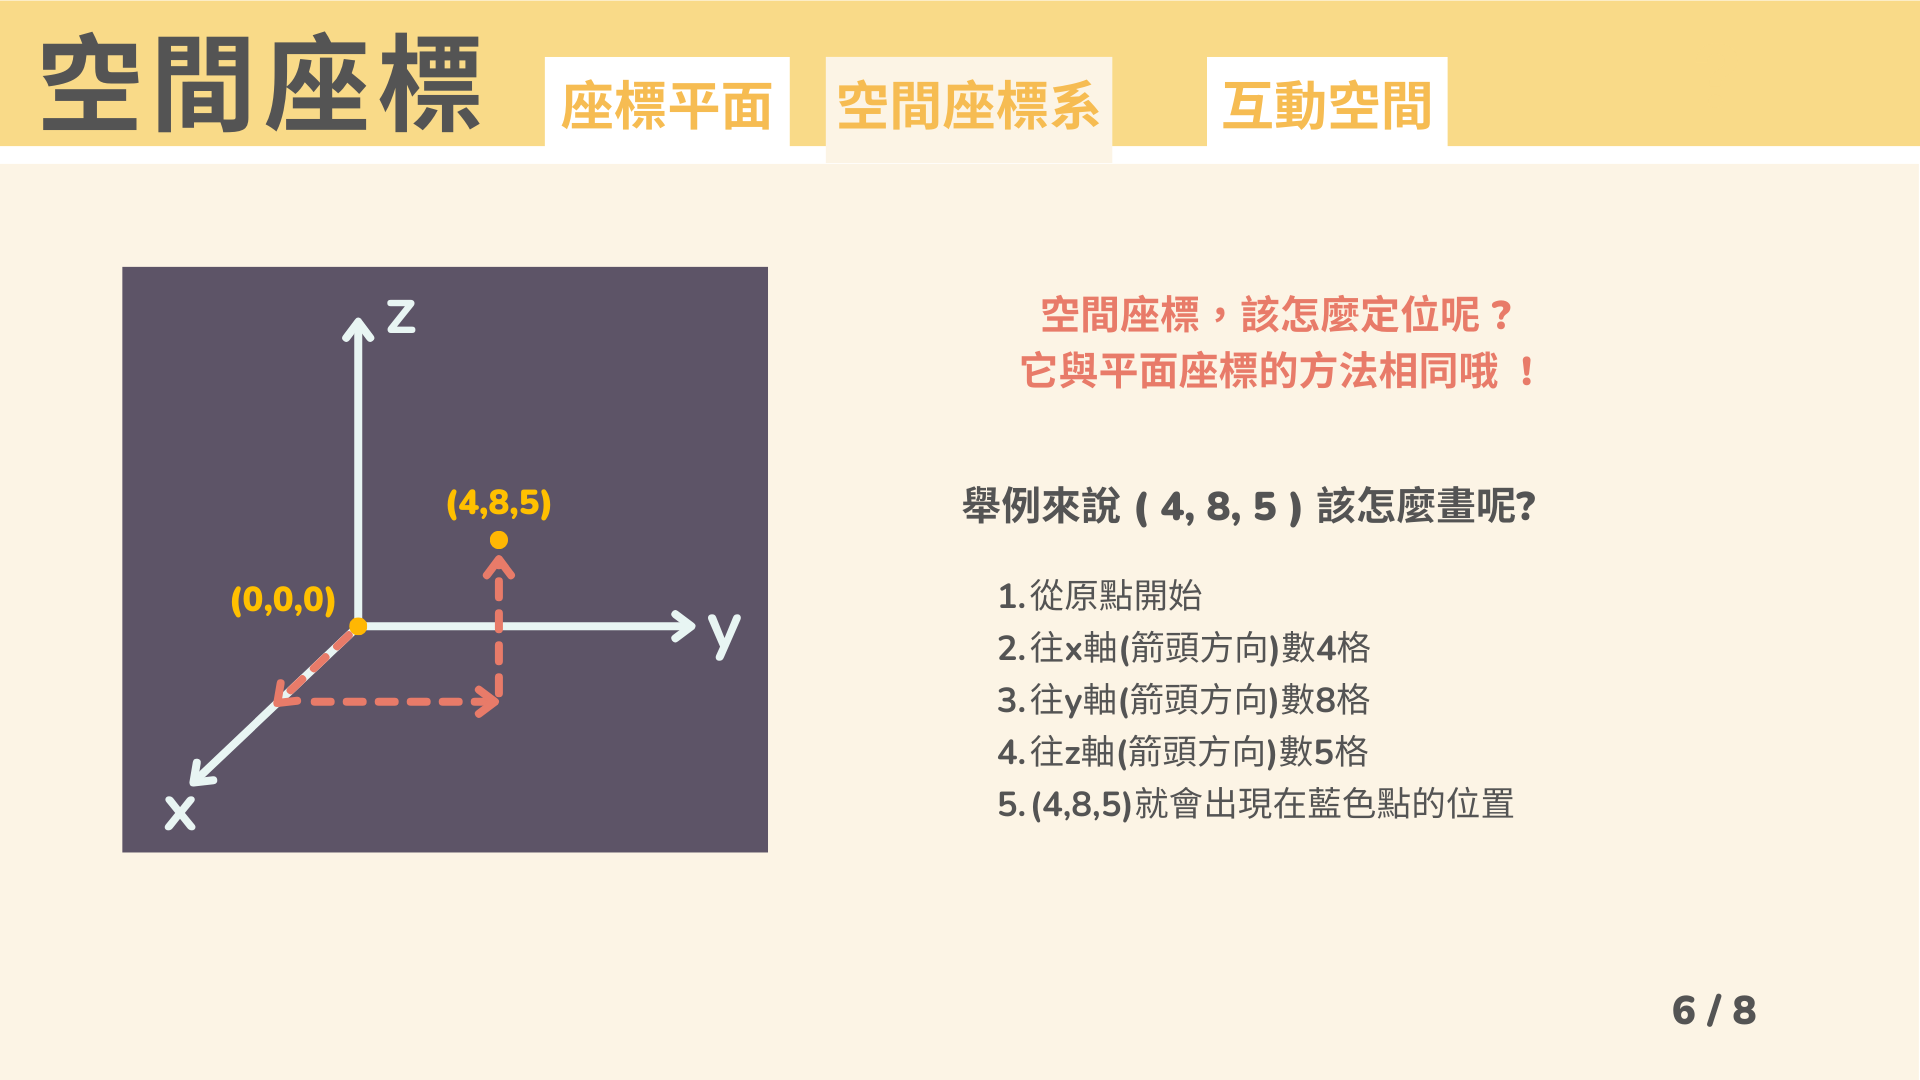 空間座標
座標平面
空間座標系
互動空間
z
(4,8,5)
(0,0,0)
y
x
空間座標，該怎麼定位呢？
它與平面座標的方法相同哦 ！
舉例來說 ( 4, 8, 5 ) 該怎麼畫呢?
1. 從原點開始
2. 往x軸(箭頭方向)數4格
3. 往y軸(箭頭方向)數8格
4. 往z軸(箭頭方向)數5格
5. (4,8,5)就會出現在藍色點的位置
6 / 8